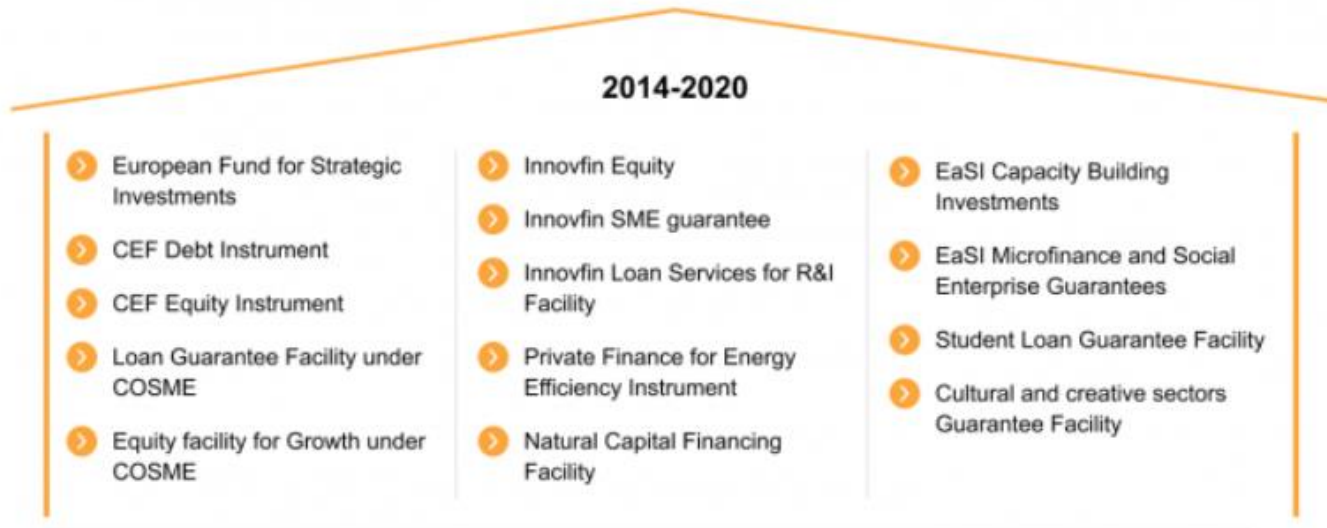 2014-2020
European Fund for Strategic
Investments
CEF Debt Instrument
CEF Equity Instrument
Loan Guarantee Facility under
COSME
Equity facility for Growth under
COSME
Innovfin Equity
Innovfin SME guarantee
Innovfin Loan Services for R&I
Facility
Private Finance for Energy
Efficiency Instrument
Natural Capital Financing
Facility
EaSI Capacity Building
Investments
EaSI Microfinance and Social
Enterprise Guarantees
Student Loan Guarantee Facility
Cultural and creative sectors
Guarantee Facility